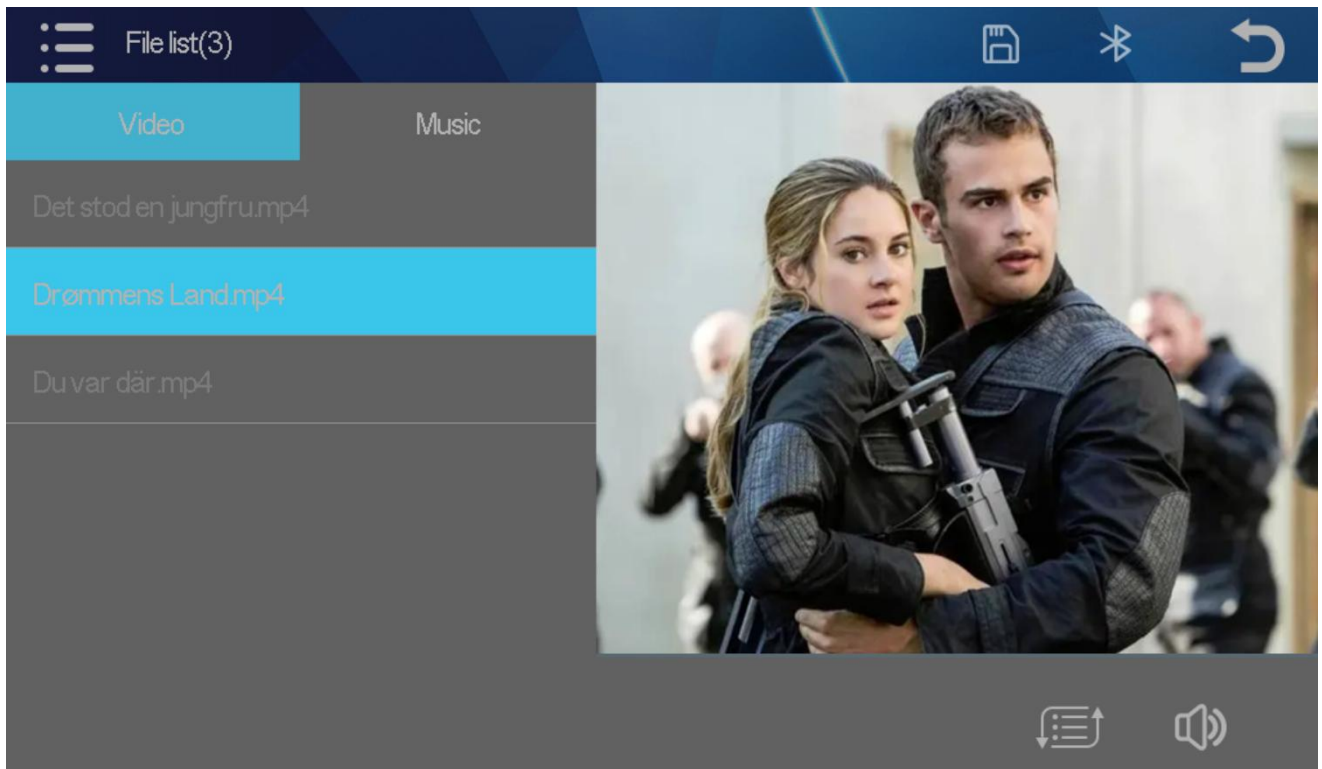 File list(3)
Video
Music
Det stod en jungfru.mp4
Drømmens Land.mp4
Du var där.mp4